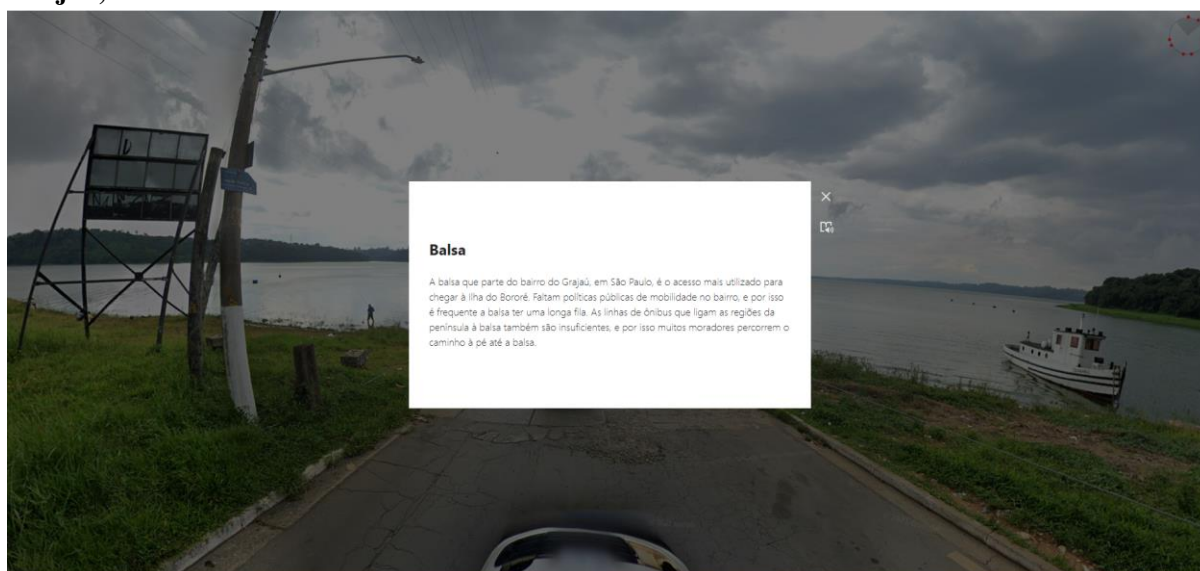 Balsa
A balsa que parte do bairro do Grajaú, em São Paulo, é o acesso mais utilizado para
chegar à Ilha do Bororé. Faltam políticas públicas de mobilidade no bairro, e por isso
é frequente a balsa ter uma longa fila. As linhas de ônibus que ligam as regiões da
península à balsa também são insuficientes, e por isso muitos moradores percorrem o
caminho à pé até a balsa.